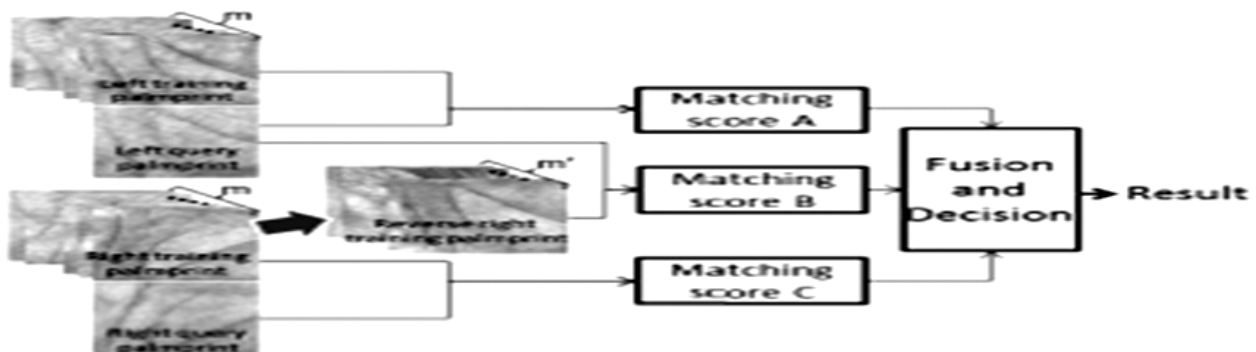 m
Left training
palmprint
Left query
palmprint
m
Right training
palmprint
Right query
palmprint
m'
Reverse right
training palmprint
Matching
score A
Matching
score B
Matching
score C
Fusion
and
Decision
Result